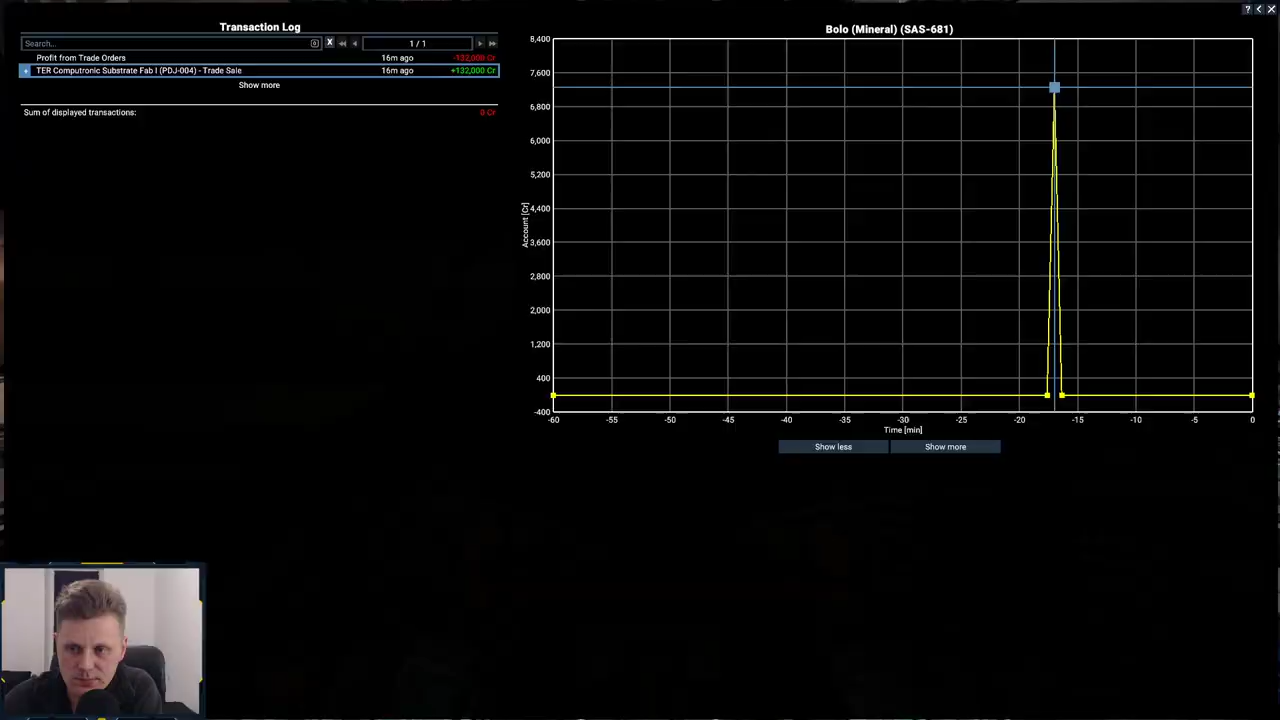 ? < X
Transaction Log
Search... X 1 / 1
Profit from Trade Orders 16m ago -132,000 Cr
+ TER Computronic Substrate Fab I (PDJ-004) - Trade Sale 16m ago +132,000 Cr
Show more
Sum of displayed transactions: 0 Cr
Bolo (Mineral) (SAS-681)
8,400
7,600
6,800
6,000
5,200
4,400
3,600
2,800
2,000
1,200
400
-400
Account [Cr]
-60 -55 -50 -45 -40 -35 -30 -25 -20 -15 -10 -5 0
Time [min]
Show less Show more